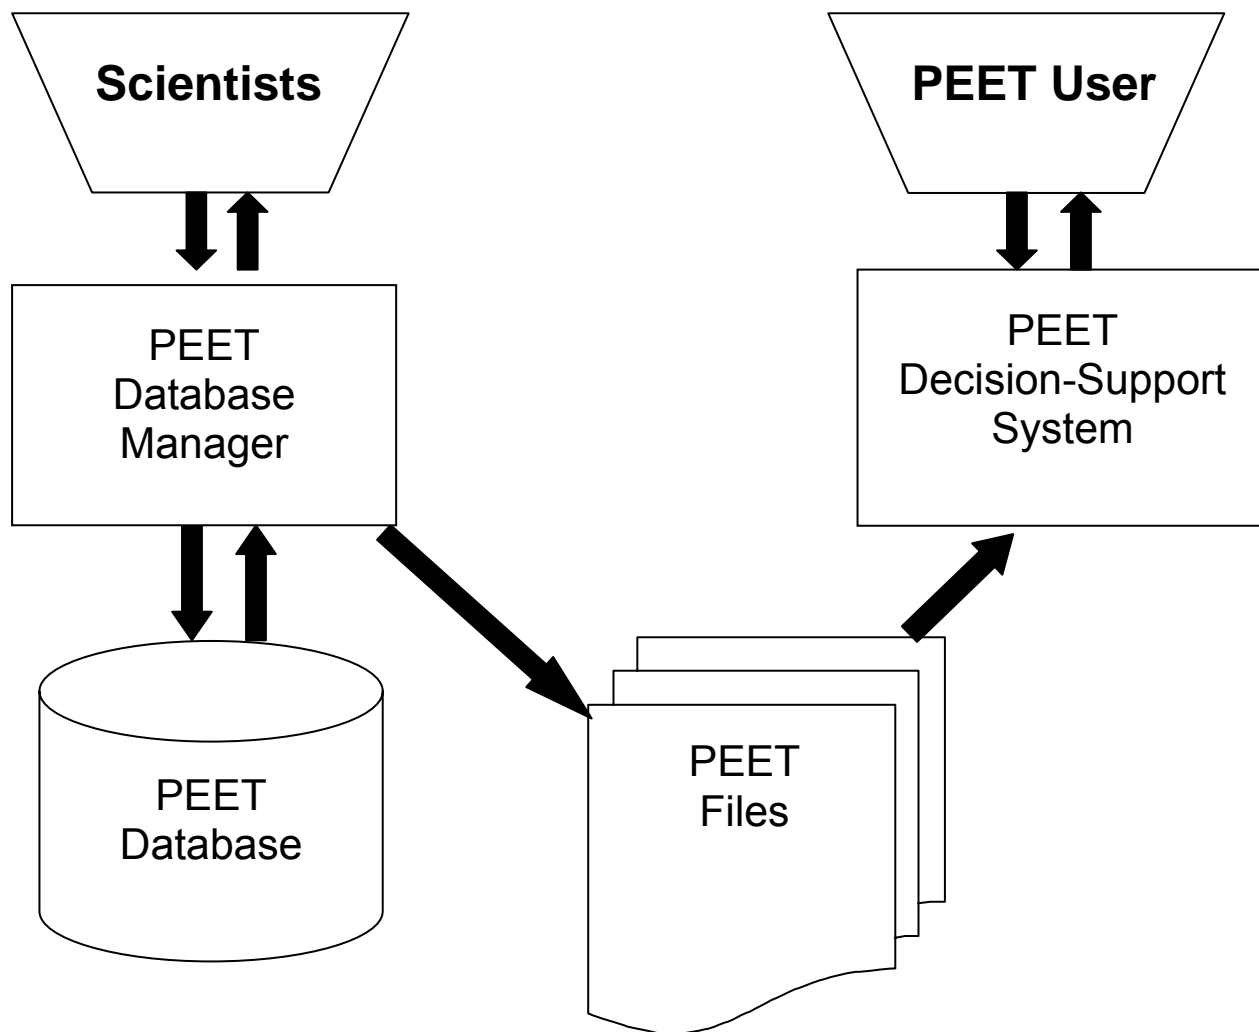 Scientists
PEET User
PEET
Database
Manager
PEET
Decision-Support
System
PEET
Database
PEET
Files